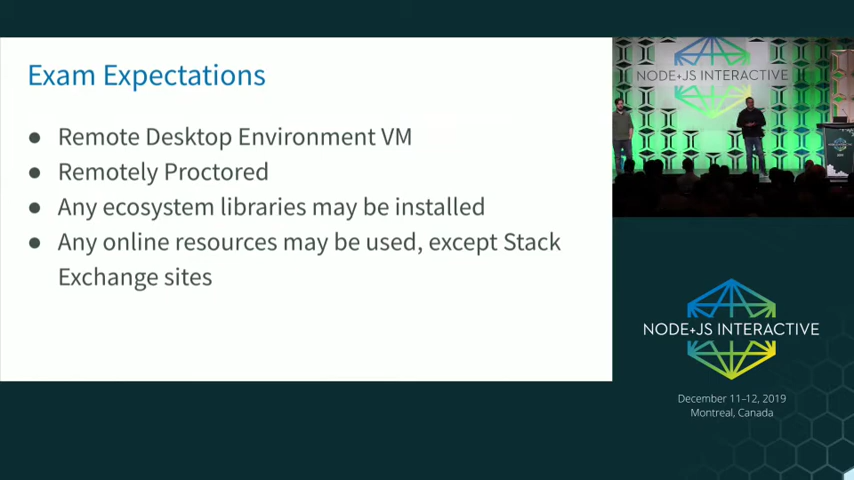 Exam Expectations
● Remote Desktop Environment VM
● Remotely Proctored
● Any ecosystem libraries may be installed
● Any online resources may be used, except Stack
Exchange sites
NODE+JS INTERACTIVE
NODE+JS INTERACTIVE
December 11–12, 2019
Montreal, Canada